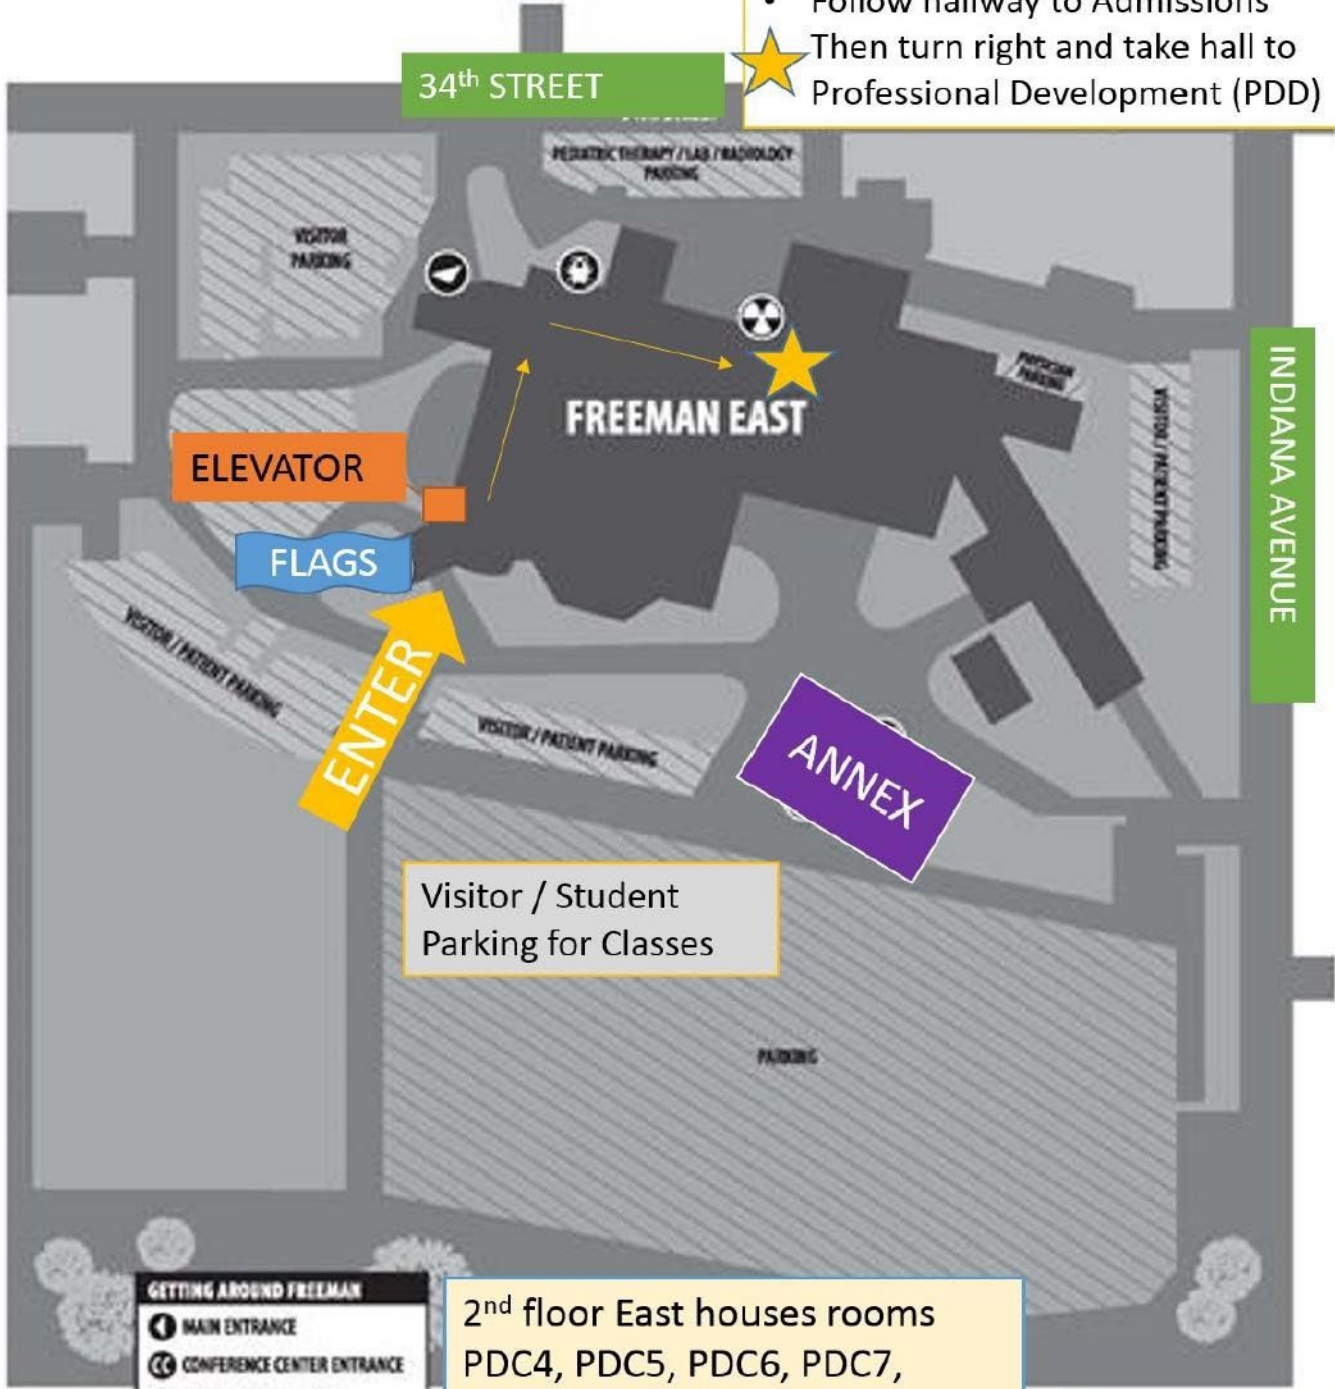 • Follow hallway to Admissions
Then turn right and take hall to
Professional Development (PDD)
34th STREET
PEDIATRIC THERAPY / LAB / RADIOLOGY
PARKING
VISITOR
PARKING
PHYSICIAN
PARKING
VISITOR / PATIENT PARKING
INDIANA AVENUE
FREEMAN EAST
ELEVATOR
FLAGS
ENTER
VISITOR / PATIENT PARKING
VISITOR / PATIENT PARKING
ANNEX
Visitor / Student
Parking for Classes
PARKING
GETTING AROUND FREEMAN
MAIN ENTRANCE
CONFERENCE CENTER ENTRANCE
2nd floor East houses rooms
PDC4, PDC5, PDC6, PDC7,